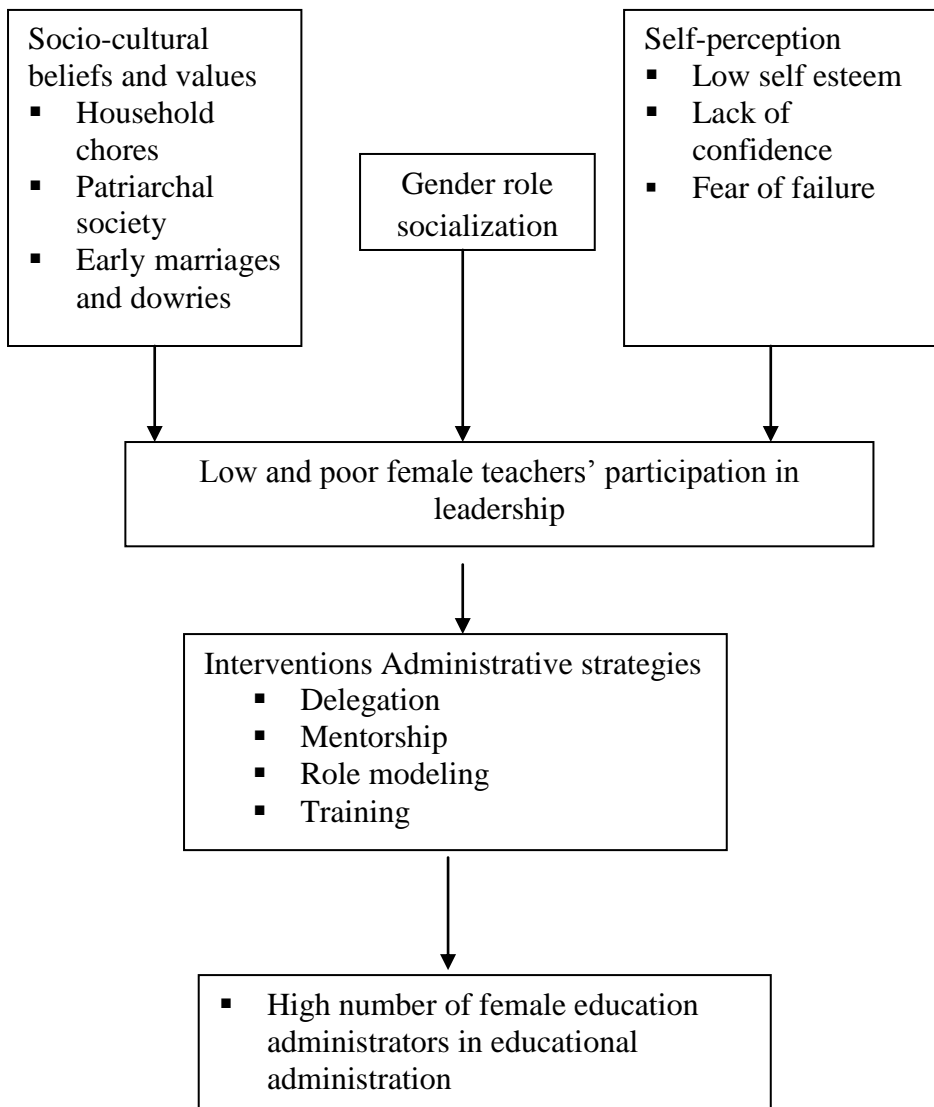 Socio-cultural
beliefs and values
▪ Household
chores
▪ Patriarchal
society
▪ Early marriages
and dowries
Gender role
socialization
Self-perception
▪ Low self esteem
▪ Lack of
confidence
▪ Fear of failure
Low and poor female teachers’ participation in
leadership
Interventions Administrative strategies
▪ Delegation
▪ Mentorship
▪ Role modeling
▪ Training
▪ High number of female education
administrators in educational
administration